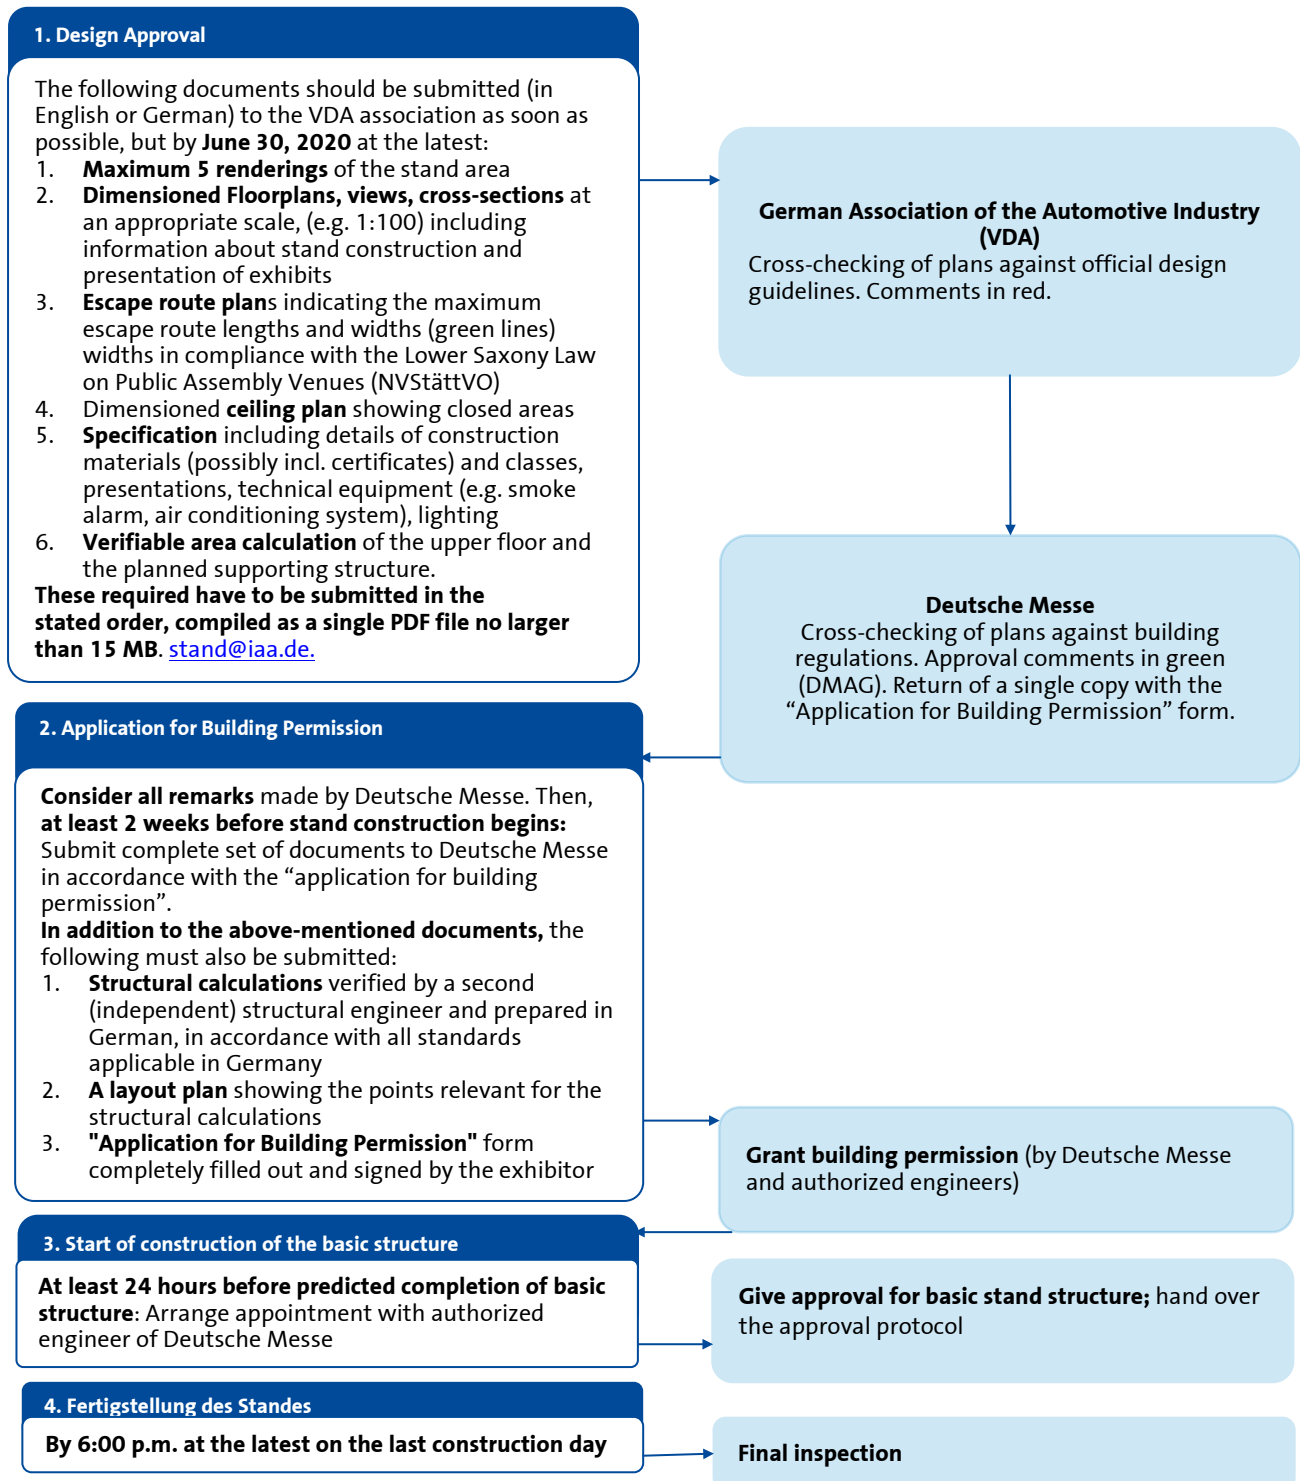 1. Design Approval
The following documents should be submitted (in
English or German) to the VDA association as soon as
possible, but by June 30, 2020 at the latest:
1. Maximum 5 renderings of the stand area
2. Dimensioned Floorplans, views, cross-sections at
an appropriate scale, (e.g. 1:100) including
information about stand construction and
presentation of exhibits
3. Escape route plans indicating the maximum
escape route lengths and widths (green lines)
widths in compliance with the Lower Saxony Law
on Public Assembly Venues (NVStättVO)
4. Dimensioned ceiling plan showing closed areas
5. Specification including details of construction
materials (possibly incl. certificates) and classes,
presentations, technical equipment (e.g. smoke
alarm, air conditioning system), lighting
6. Verifiable area calculation of the upper floor and
the planned supporting structure.
These required have to be submitted in the
stated order, compiled as a single PDF file no larger
than 15 MB. stand@iaa.de.
German Association of the Automotive Industry
(VDA)
Cross-checking of plans against official design
guidelines. Comments in red.
Deutsche Messe
Cross-checking of plans against building
regulations. Approval comments in green
(DMAG). Return of a single copy with the
“Application for Building Permission” form.
2. Application for Building Permission
Consider all remarks made by Deutsche Messe. Then,
at least 2 weeks before stand construction begins:
Submit complete set of documents to Deutsche Messe
in accordance with the “application for building
permission”.
In addition to the above-mentioned documents, the
following must also be submitted:
1. Structural calculations verified by a second
(independent) structural engineer and prepared in
German, in accordance with all standards
applicable in Germany
2. A layout plan showing the points relevant for the
structural calculations
3. "Application for Building Permission" form
completely filled out and signed by the exhibitor
Grant building permission (by Deutsche Messe
and authorized engineers)
3. Start of construction of the basic structure
At least 24 hours before predicted completion of basic
structure: Arrange appointment with authorized
engineer of Deutsche Messe
Give approval for basic stand structure; hand over
the approval protocol
4. Fertigstellung des Standes
By 6:00 p.m. at the latest on the last construction day
Final inspection